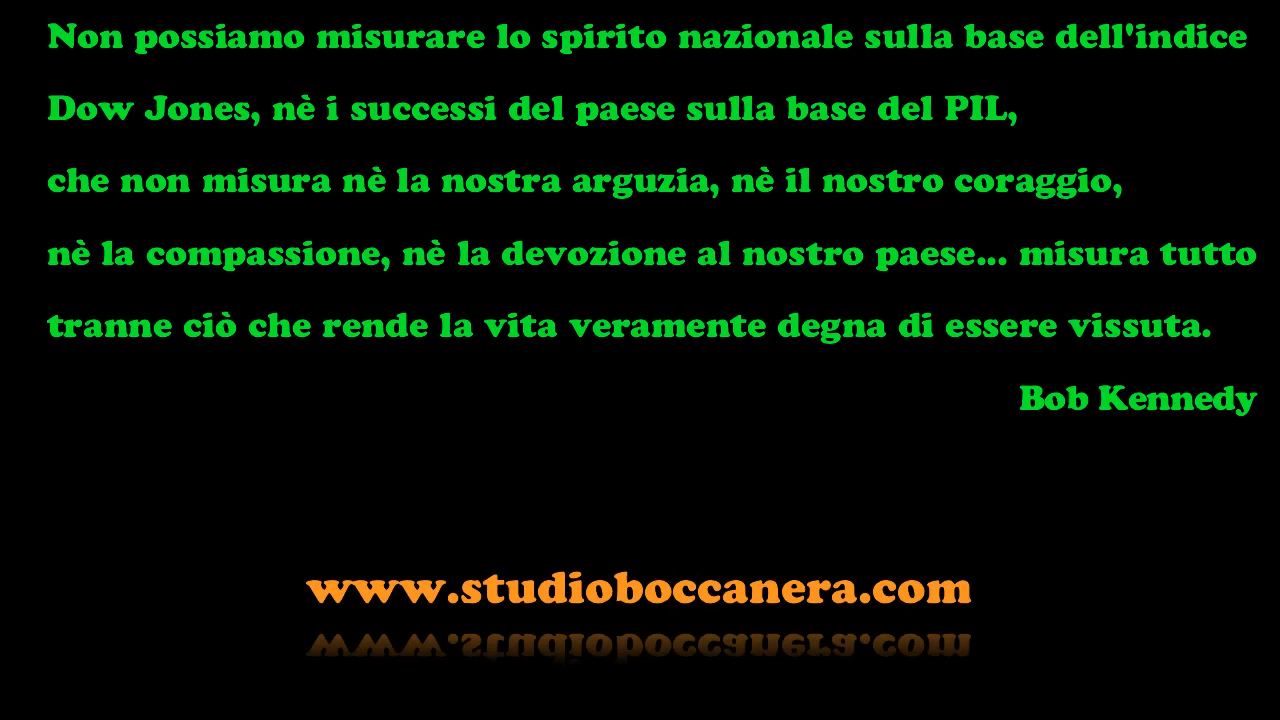 Non possiamo misurare lo spirito nazionale sulla base dell'indice
Dow Jones, nè i successi del paese sulla base del PIL,
che non misura nè la nostra arguzia, nè il nostro coraggio,
nè la compassione, nè la devozione al nostro paese... misura tutto
tranne ciò che rende la vita veramente degna di essere vissuta.
Bob Kennedy
www.studioboccanera.com